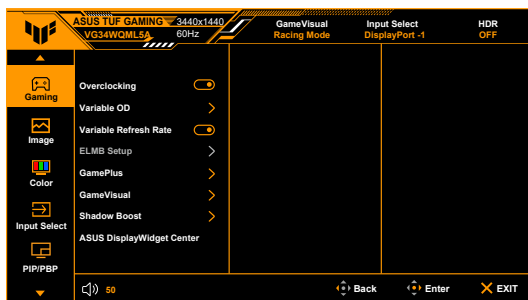 ASUS TUF GAMING 3440x1440
VG34WQML5A 60Hz
GameVisual
Racing Mode
Input Select
DisplayPort -1
HDR
OFF
Gaming
Image
Color
Input Select
PIP/PBP
Overclocking
Variable OD
Variable Refresh Rate
ELMB Setup
GamePlus
GameVisual
Shadow Boost
ASUS DisplayWidget Center
50
Back
Enter
EXIT